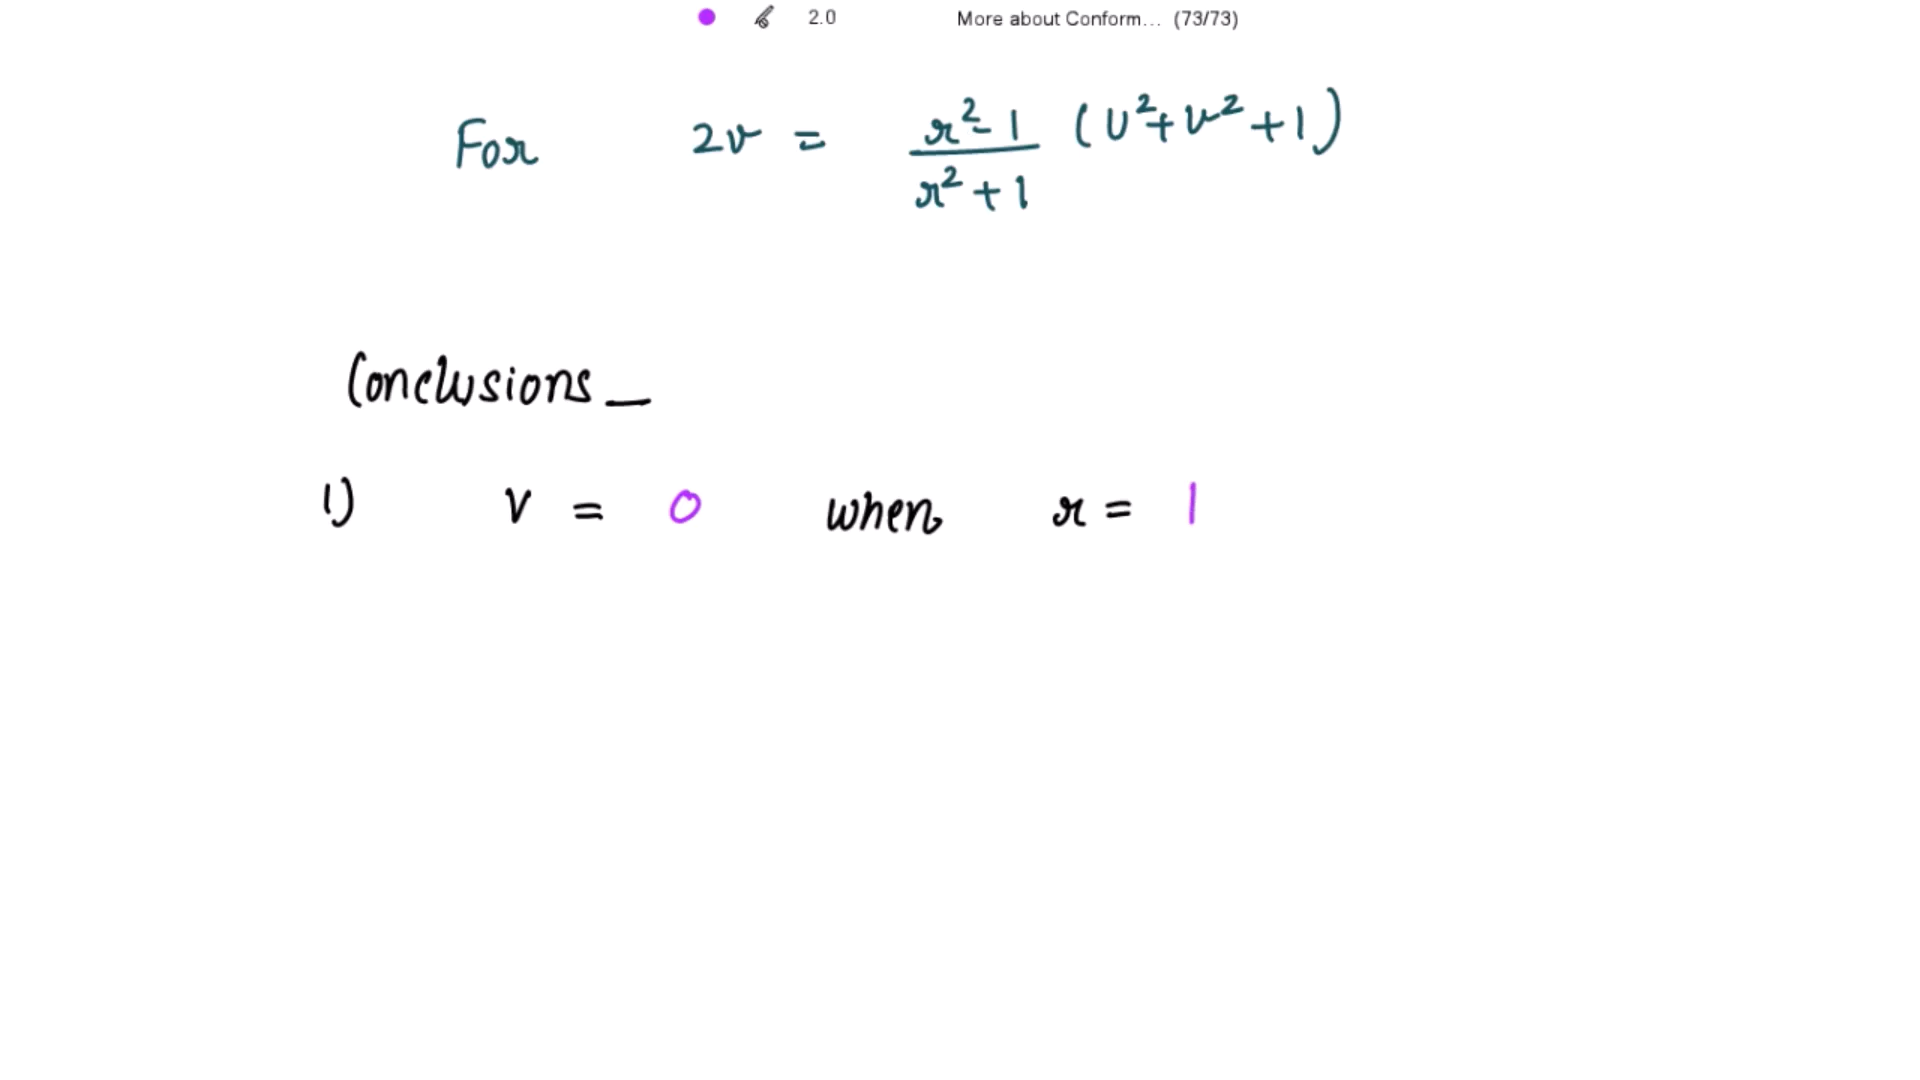 2.0 More about Conform... (73/73)
For 2v = r²-1 / r²+1 (U²+v²+1)
Conclusions _
1.) v = 0 when r = 1